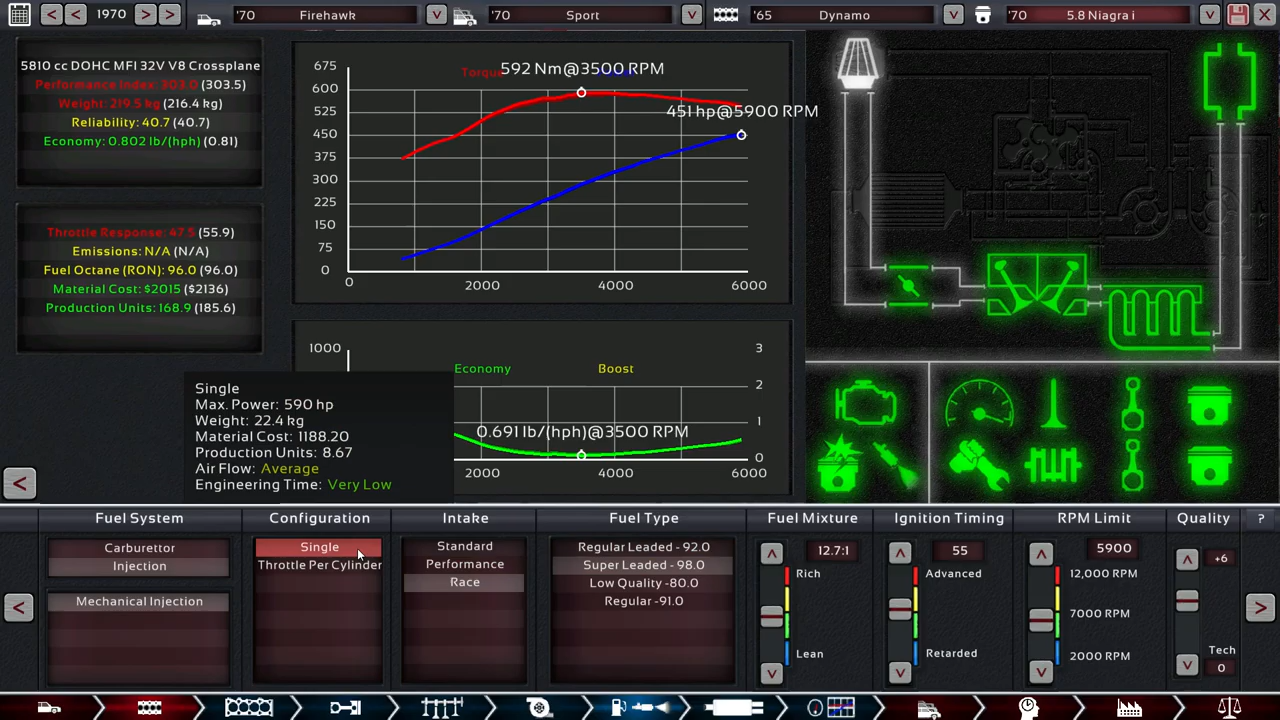 1970
'70 Firehawk
'70 Sport
'65 Dynamo
'70 5.8 Niagra i
5810 cc DOHC MFI 32V V8 Crossplane
Performance Index: 303.0 (303.5)
Weight: 219.5 kg (216.4 kg)
Reliability: 40.7 (40.7)
Economy: 0.802 lb/(hph) (0.81)
Throttle Response: 47.5 (55.9)
Emissions: N/A (N/A)
Fuel Octane (RON): 96.0 (96.0)
Material Cost: $2015 ($2136)
Production Units: 168.9 (185.6)
675
600
525
450
375
300
225
150
75
0
0 2000 4000 6000
Torque
592 Nm@3500 RPM
451 hp@5900 RPM
1000
3
2
1
0
Economy Boost
0.691 lb/(hph)@3500 RPM
2000 4000 6000
Single
Max. Power: 590 hp
Weight: 22.4 kg
Material Cost: 1188.20
Production Units: 8.67
Air Flow: Average
Engineering Time: Very Low
<
Fuel System
Carburettor
Injection
Mechanical Injection
Configuration
Single
Throttle Per Cylinder
Intake
Standard
Performance
Race
Fuel Type
Regular Leaded - 92.0
Super Leaded - 98.0
Low Quality -80.0
Regular -91.0
Fuel Mixture
12.7:1
Rich
Lean
Ignition Timing
55
Advanced
Retarded
RPM Limit
5900
12,000 RPM
7000 RPM
2000 RPM
Quality
+6
Tech
0
?
<
>